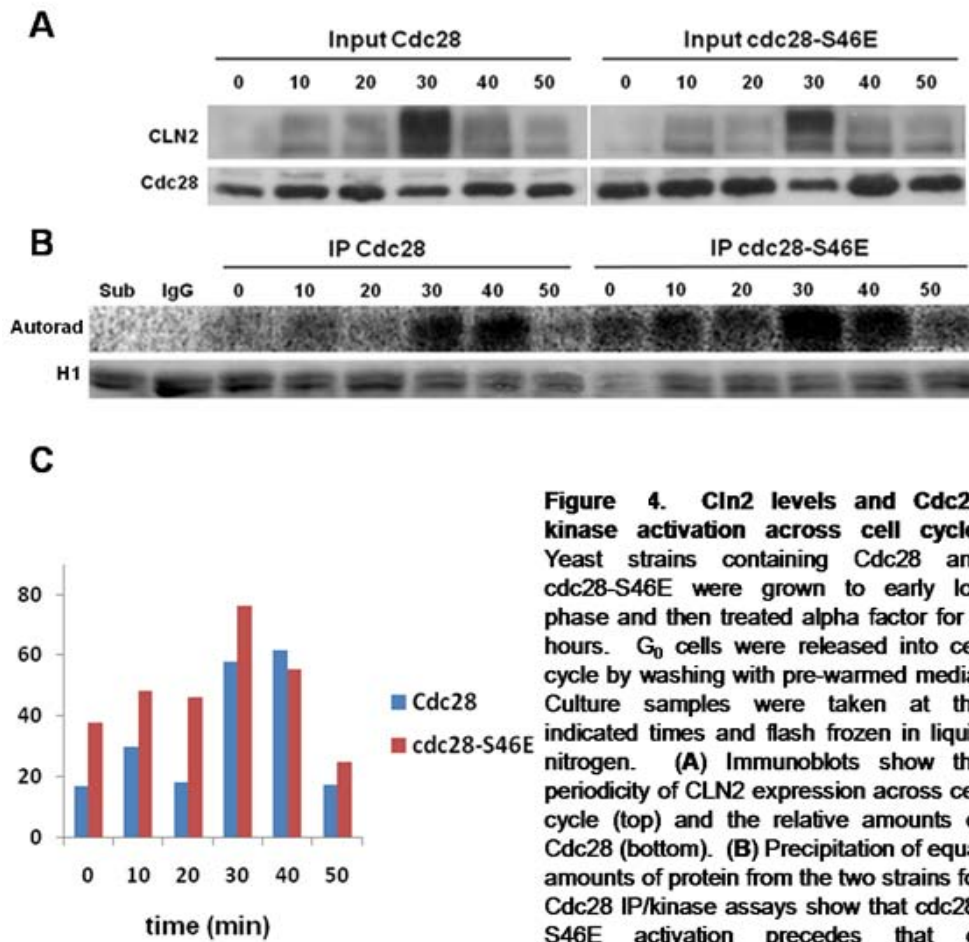 A
Input Cdc28 Input cdc28-S46E
0 10 20 30 40 50 0 10 20 30 40 50
CLN2
Cdc28
B
IP Cdc28 IP cdc28-S46E
Sub IgG 0 10 20 30 40 50 0 10 20 30 40 50
Autorad
H1
C
80
60
40
20
0
0 10 20 30 40 50
time (min)
Cdc28
cdc28-S46E
Figure 4. Cln2 levels and Cdc2
kinase activation across cell cycle
Yeast strains containing Cdc28 an
cdc28-S46E were grown to early lo
phase and then treated alpha factor for
hours. G₀ cells were released into ce
cycle by washing with pre-warmed media
Culture samples were taken at th
indicated times and flash frozen in liqui
nitrogen. (A) Immunoblots show th
periodicity of CLN2 expression across ce
cycle (top) and the relative amounts o
Cdc28 (bottom). (B) Precipitation of equa
amounts of protein from the two strains fo
Cdc28 IP/kinase assays show that cdc28
S46E activation precedes that o